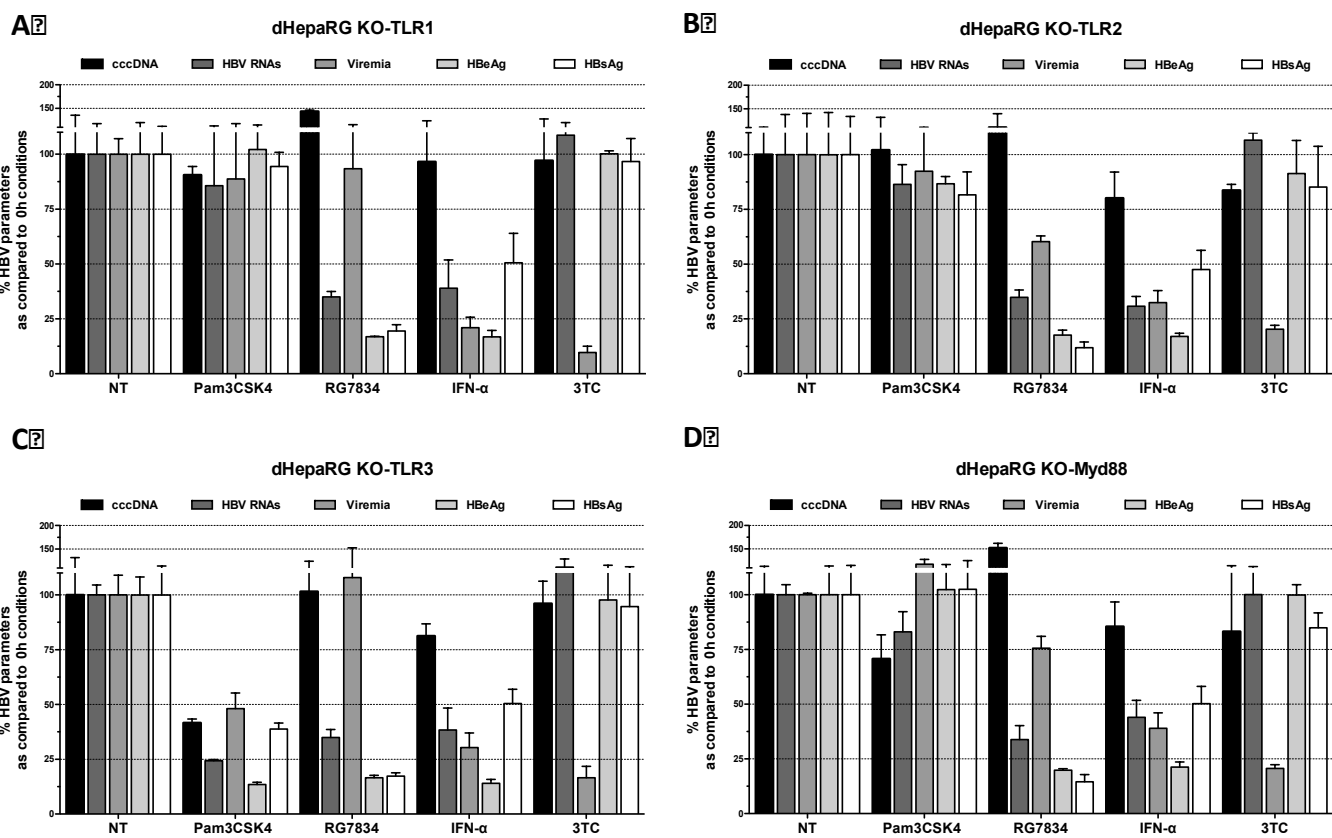 A⍰
dHepaRG KO-TLR1
cccDNA HBV RNAs Viremia HBeAg HBsAg
% HBV parameters
as compared to 0h conditions
200
150
100
75
50
25
0
NT Pam3CSK4 RG7834 IFN-α 3TC
B⍰
dHepaRG KO-TLR2
cccDNA HBV RNAs Viremia HBeAg HBsAg
% HBV parameters
as compared to 0h conditions
200
150
100
75
50
25
0
NT Pam3CSK4 RG7834 IFN-α 3TC
C⍰
dHepaRG KO-TLR3
cccDNA HBV RNAs Viremia HBeAg HBsAg
% HBV parameters
as compared to 0h conditions
200
150
100
75
50
25
0
NT Pam3CSK4 RG7834 IFN-α 3TC
D⍰
dHepaRG KO-Myd88
cccDNA HBV RNAs Viremia HBeAg HBsAg
% HBV parameters
as compared to 0h conditions
200
150
100
75
50
25
0
NT Pam3CSK4 RG7834 IFN-α 3TC